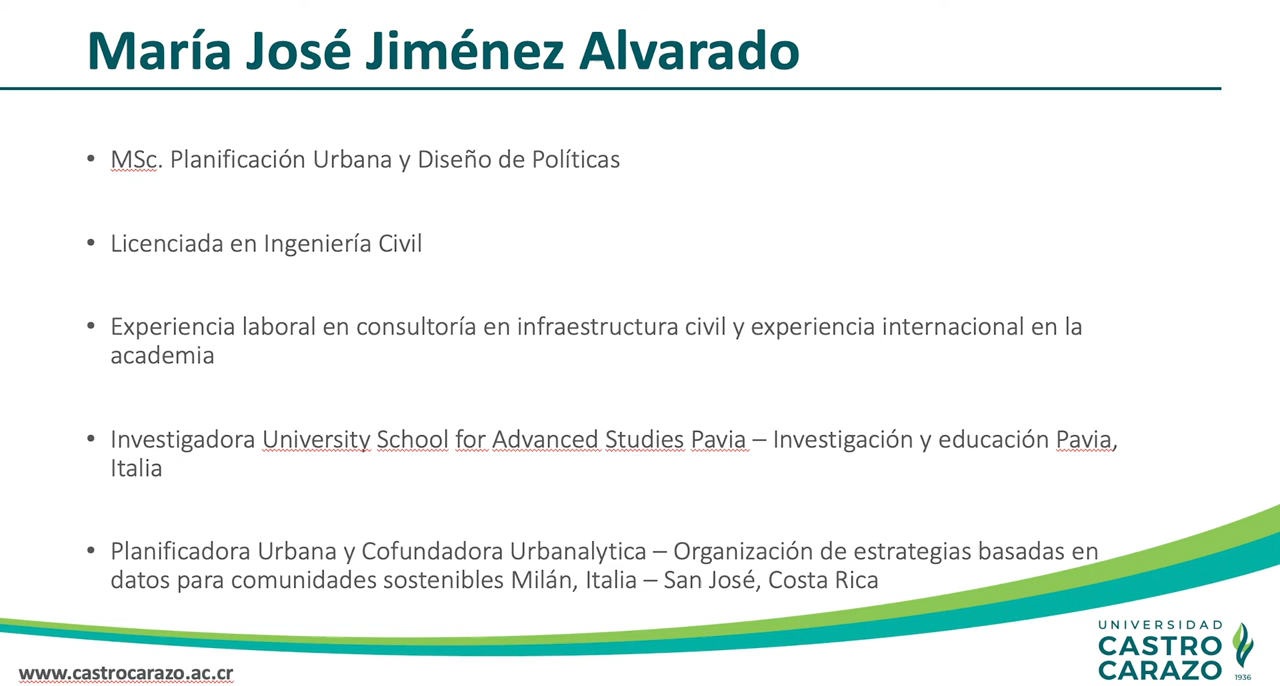 María José Jiménez Alvarado
• MSc. Planificación Urbana y Diseño de Políticas
• Licenciada en Ingeniería Civil
• Experiencia laboral en consultoría en infraestructura civil y experiencia internacional en la
academia
• Investigadora University School for Advanced Studies Pavia – Investigación y educación Pavia,
Italia
• Planificadora Urbana y Cofundadora Urbanalytica – Organización de estrategias basadas en
datos para comunidades sostenibles Milán, Italia – San José, Costa Rica
www.castrocarazo.ac.cr
UNIVERSIDAD
CASTRO
CARAZO
1936